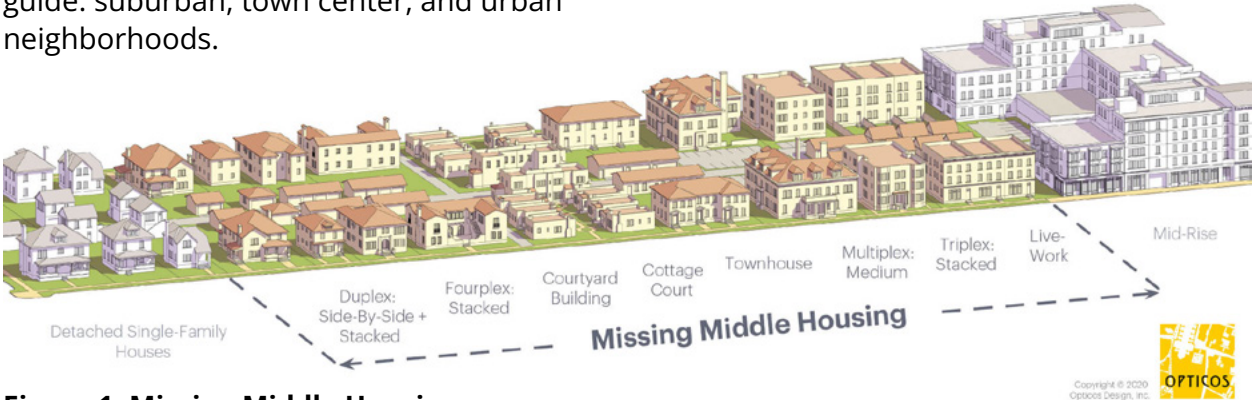 guide: suburban, town center, and urban
neighborhoods.
Detached Single-Family
Houses
Duplex:
Side-By-Side +
Stacked
Fourplex:
Stacked
Courtyard
Building
Cottage
Court
Townhouse
Multiplex:
Medium
Triplex:
Stacked
Live-
Work
Mid-Rise
Missing Middle Housing
Copyright © 2020
Opticos Design, Inc.
OPTICOS
Figure 1. Missing Middle Housing